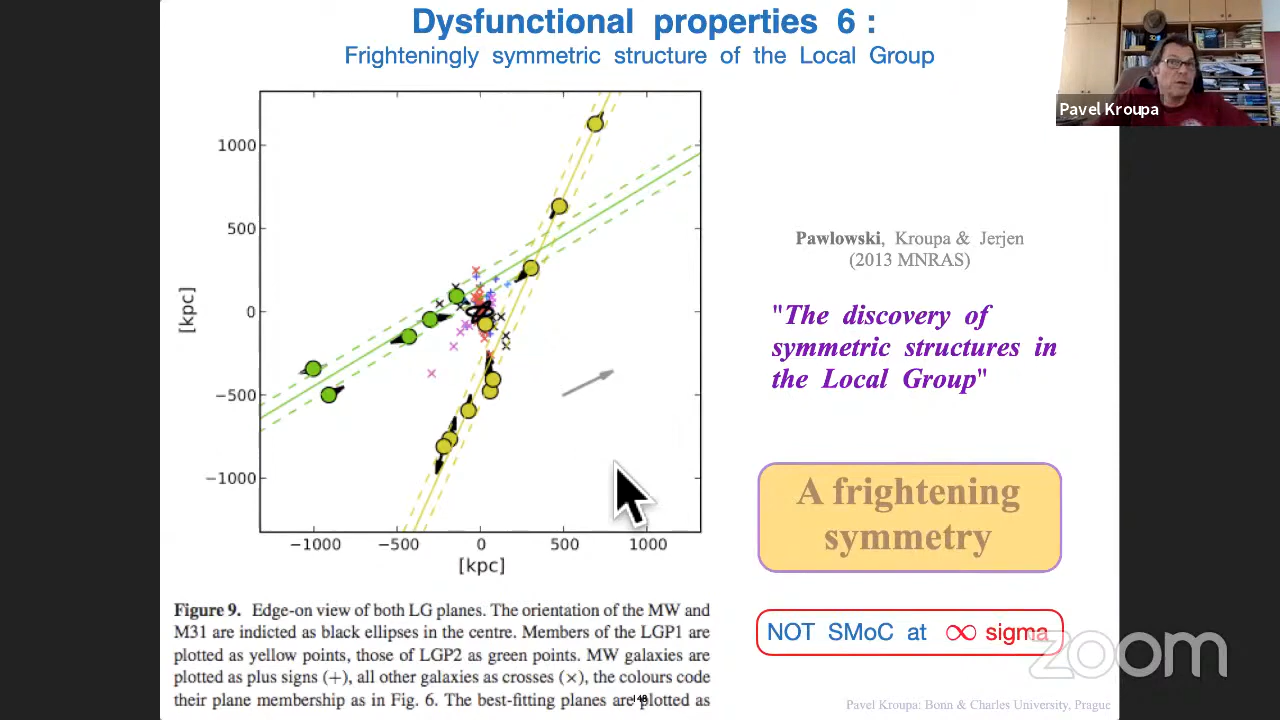 Dysfunctional properties 6 :
Frighteningly symmetric structure of the Local Group
Pavel Kroupa
1000
500
0
−500
−1000
[kpc]
−1000 −500 0 500 1000
[kpc]
Pawlowski, Kroupa & Jerjen
(2013 MNRAS)
"The discovery of
symmetric structures in
the Local Group"
A frightening
symmetry
NOT SMoC at ∞ sigma
zoom
Figure 9. Edge-on view of both LG planes. The orientation of the MW and
M31 are indicted as black ellipses in the centre. Members of the LGP1 are
plotted as yellow points, those of LGP2 as green points. MW galaxies are
plotted as plus signs (+), all other galaxies as crosses (×), the colours code
their plane membership as in Fig. 6. The best-fitting planes are plotted as
148
Pavel Kroupa: Bonn & Charles University, Prague